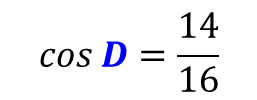 cos D = 14/16